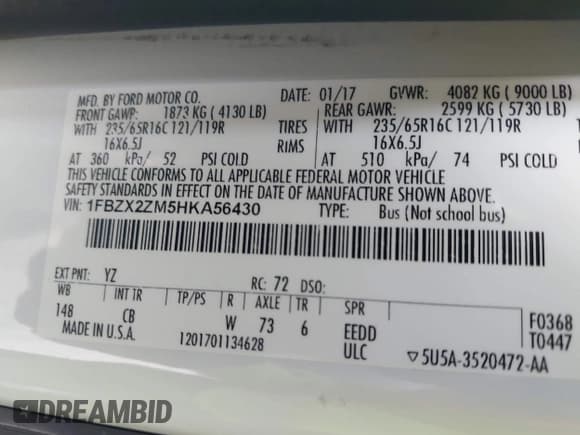 MFD. BY FORD MOTOR CO. DATE: 01/17 GVWR: 4082 KG ( 9000 LB)
FRONT GAWP: 1873 KG ( 4130 LB) REAR GAWR: 2599 KG ( 5730 LB)
WITH 235/65R16C 121/119R TIRES WITH 235/65R16C 121/119R
16X6.5J RIMS 16X6.5J
AT 360 kPa/ 52 PSI COLD AT 510 kPa/ 74 PSI COLD
THIS VEHICLE CONFORMS TO ALL APPLICABLE FEDERAL MOTOR VEHICLE
SAFETY STANDARDS IN EFFECT ON THE DATE OF MANUFACTURE SHOWN ABOVE.
VIN: 1FBZX2ZM5HKA56430 TYPE: Bus (Not school bus)
EXT PNT: YZ RC: 72 DSO:
WB INT TR TP/PS R AXLE TR SPR F0368
148 CB W 73 6 EEDD T0447
MADE IN U.S.A. 1201701134628 ULC ▽5U5A-3520472-AA
DREAMBID